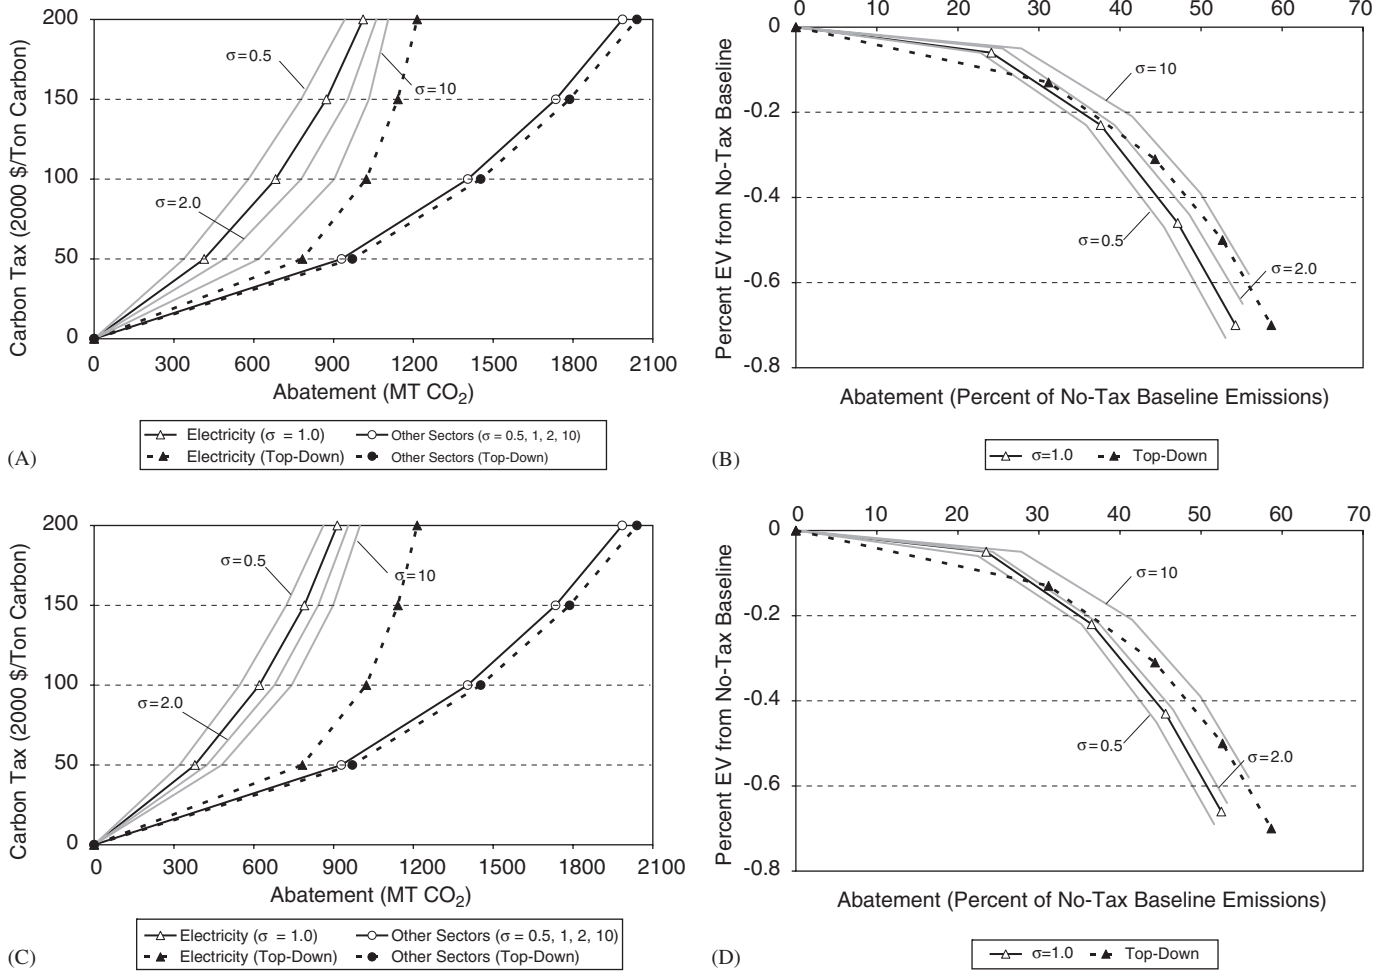 200
150
100
50
0
Carbon Tax (2000 $/Ton Carbon)
σ=0.5
σ=10
σ=2.0
0 300 600 900 1200 1500 1800 2100
Abatement (MT CO2)
Electricity (σ = 1.0) Other Sectors (σ = 0.5, 1, 2, 10)
Electricity (Top-Down) Other Sectors (Top-Down)
(A)
0 10 20 30 40 50 60 70
0
-0.2
-0.4
-0.6
-0.8
Percent EV from No-Tax Baseline
σ=10
σ=0.5
σ=2.0
Abatement (Percent of No-Tax Baseline Emissions)
σ=1.0 Top-Down
(B)
200
150
100
50
0
Carbon Tax (2000 $/Ton Carbon)
σ=0.5
σ=10
σ=2.0
0 300 600 900 1200 1500 1800 2100
Abatement (MT CO2)
Electricity (σ = 1.0) Other Sectors (σ = 0.5, 1, 2, 10)
Electricity (Top-Down) Other Sectors (Top-Down)
(C)
0 10 20 30 40 50 60 70
0
-0.2
-0.4
-0.6
-0.8
Percent EV from No-Tax Baseline
σ=10
σ=0.5
σ=2.0
Abatement (Percent of No-Tax Baseline Emissions)
σ=1.0 Top-Down
(D)